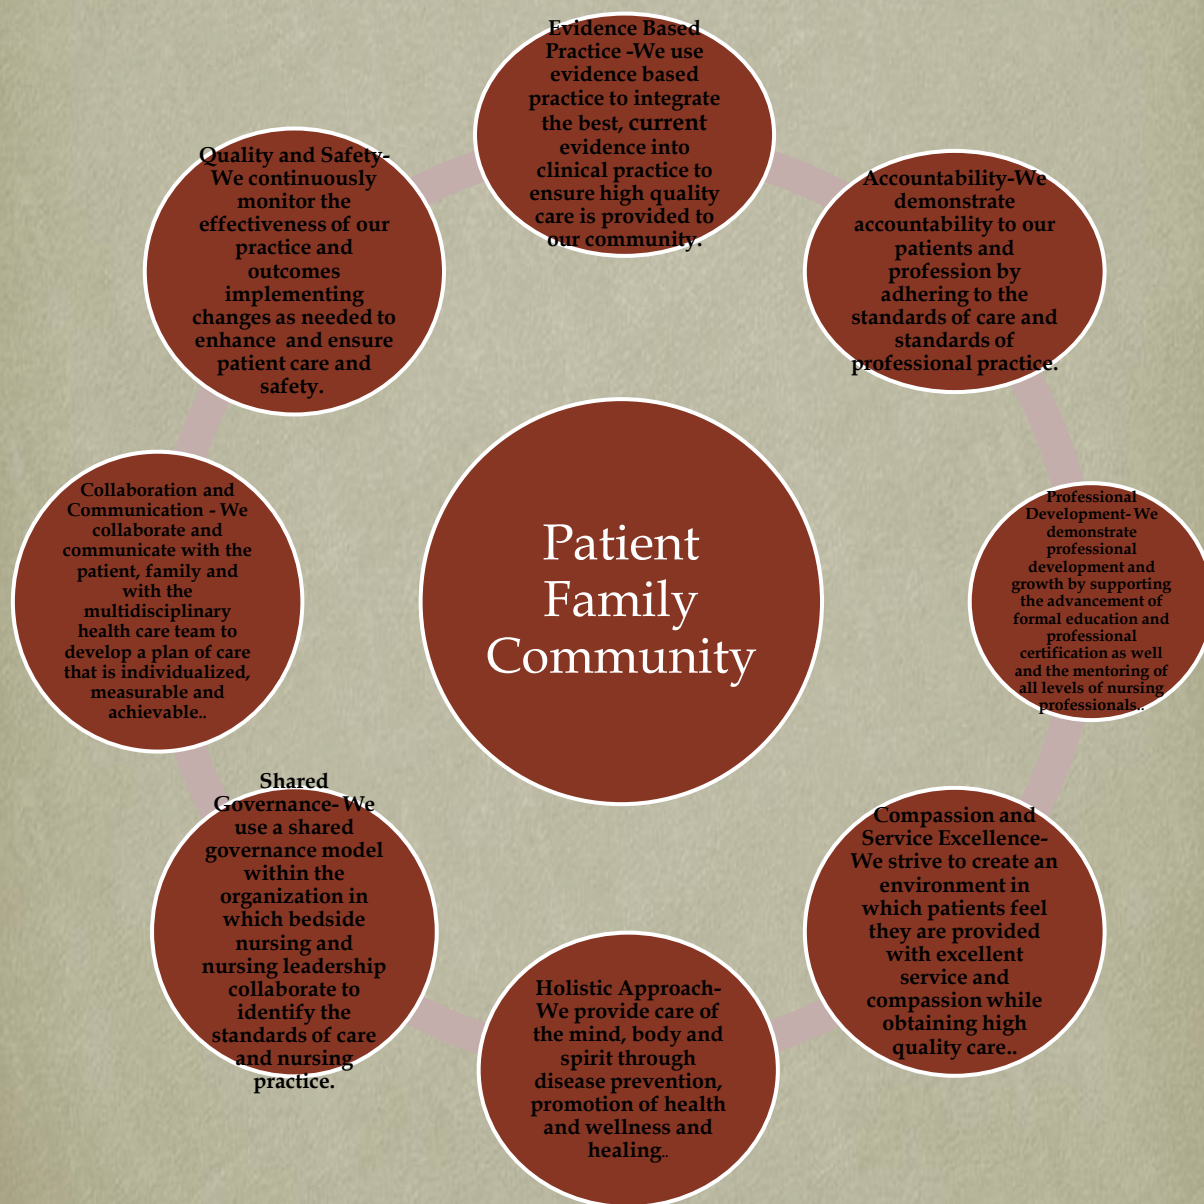 Evidence Based
Practice -We use
evidence based
practice to integrate
the best, current
evidence into
clinical practice to
ensure high quality
care is provided to
our community.
Accountability-We
demonstrate
accountability to our
patients and
profession by
adhering to the
standards of care and
standards of
professional practice.
Professional
Development- We
demonstrate
professional
development and
growth by supporting
the advancement of
formal education and
professional
certification as well
and the mentoring of
all levels of nursing
professionals..
Compassion and
Service Excellence-
We strive to create an
environment in
which patients feel
they are provided
with excellent
service and
compassion while
obtaining high
quality care..
Holistic Approach-
We provide care of
the mind, body and
spirit through
disease prevention,
promotion of health
and wellness and
healing..
Shared
Governance- We
use a shared
governance model
within the
organization in
which bedside
nursing and
nursing leadership
collaborate to
identify the
standards of care
and nursing
practice.
Collaboration and
Communication - We
collaborate and
communicate with the
patient, family and
with the
multidisciplinary
health care team to
develop a plan of care
that is individualized,
measurable and
achievable..
Quality and Safety-
We continuously
monitor the
effectiveness of our
practice and
outcomes
implementing
changes as needed to
enhance  and ensure
patient care and
safety.
Patient
Family
Community